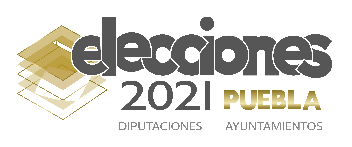 elecciones
2021 PUEBLA
DIPUTACIONES AYUNTAMIENTOS